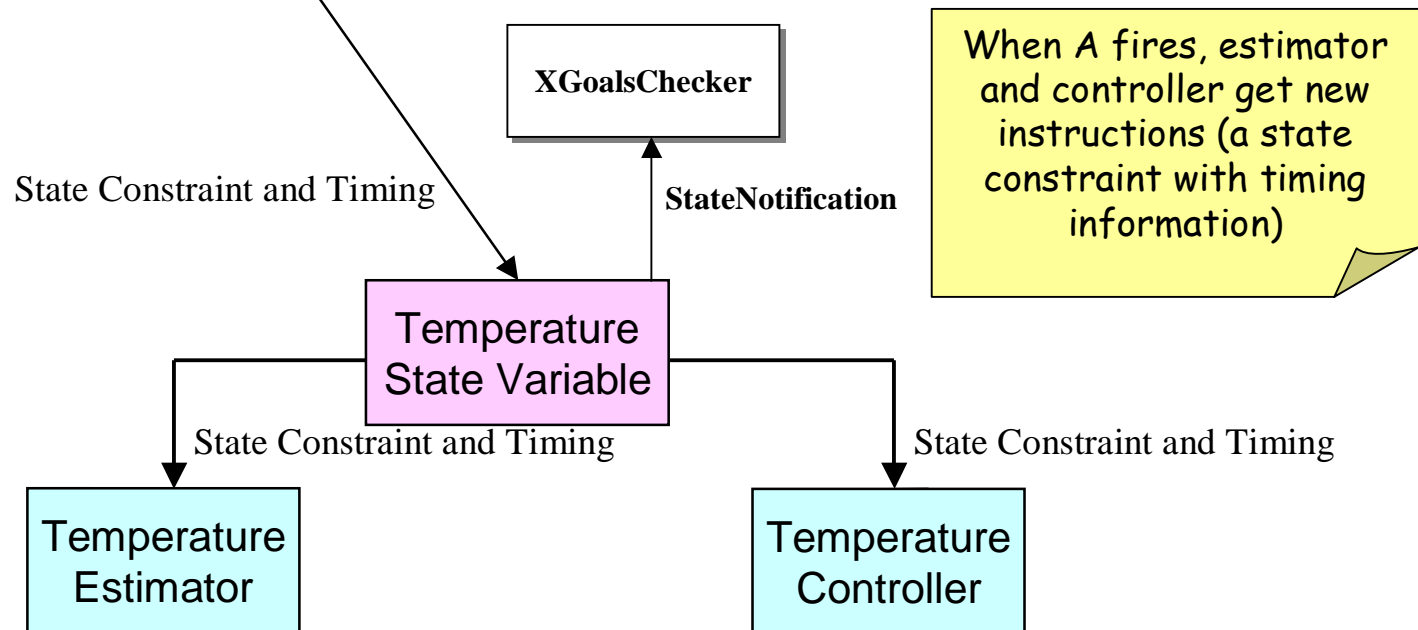 XGoalsChecker
When A fires, estimator
and controller get new
instructions (a state
constraint with timing
information)
State Constraint and Timing
StateNotification
Temperature
State Variable
State Constraint and Timing
State Constraint and Timing
Temperature
Estimator
Temperature
Controller